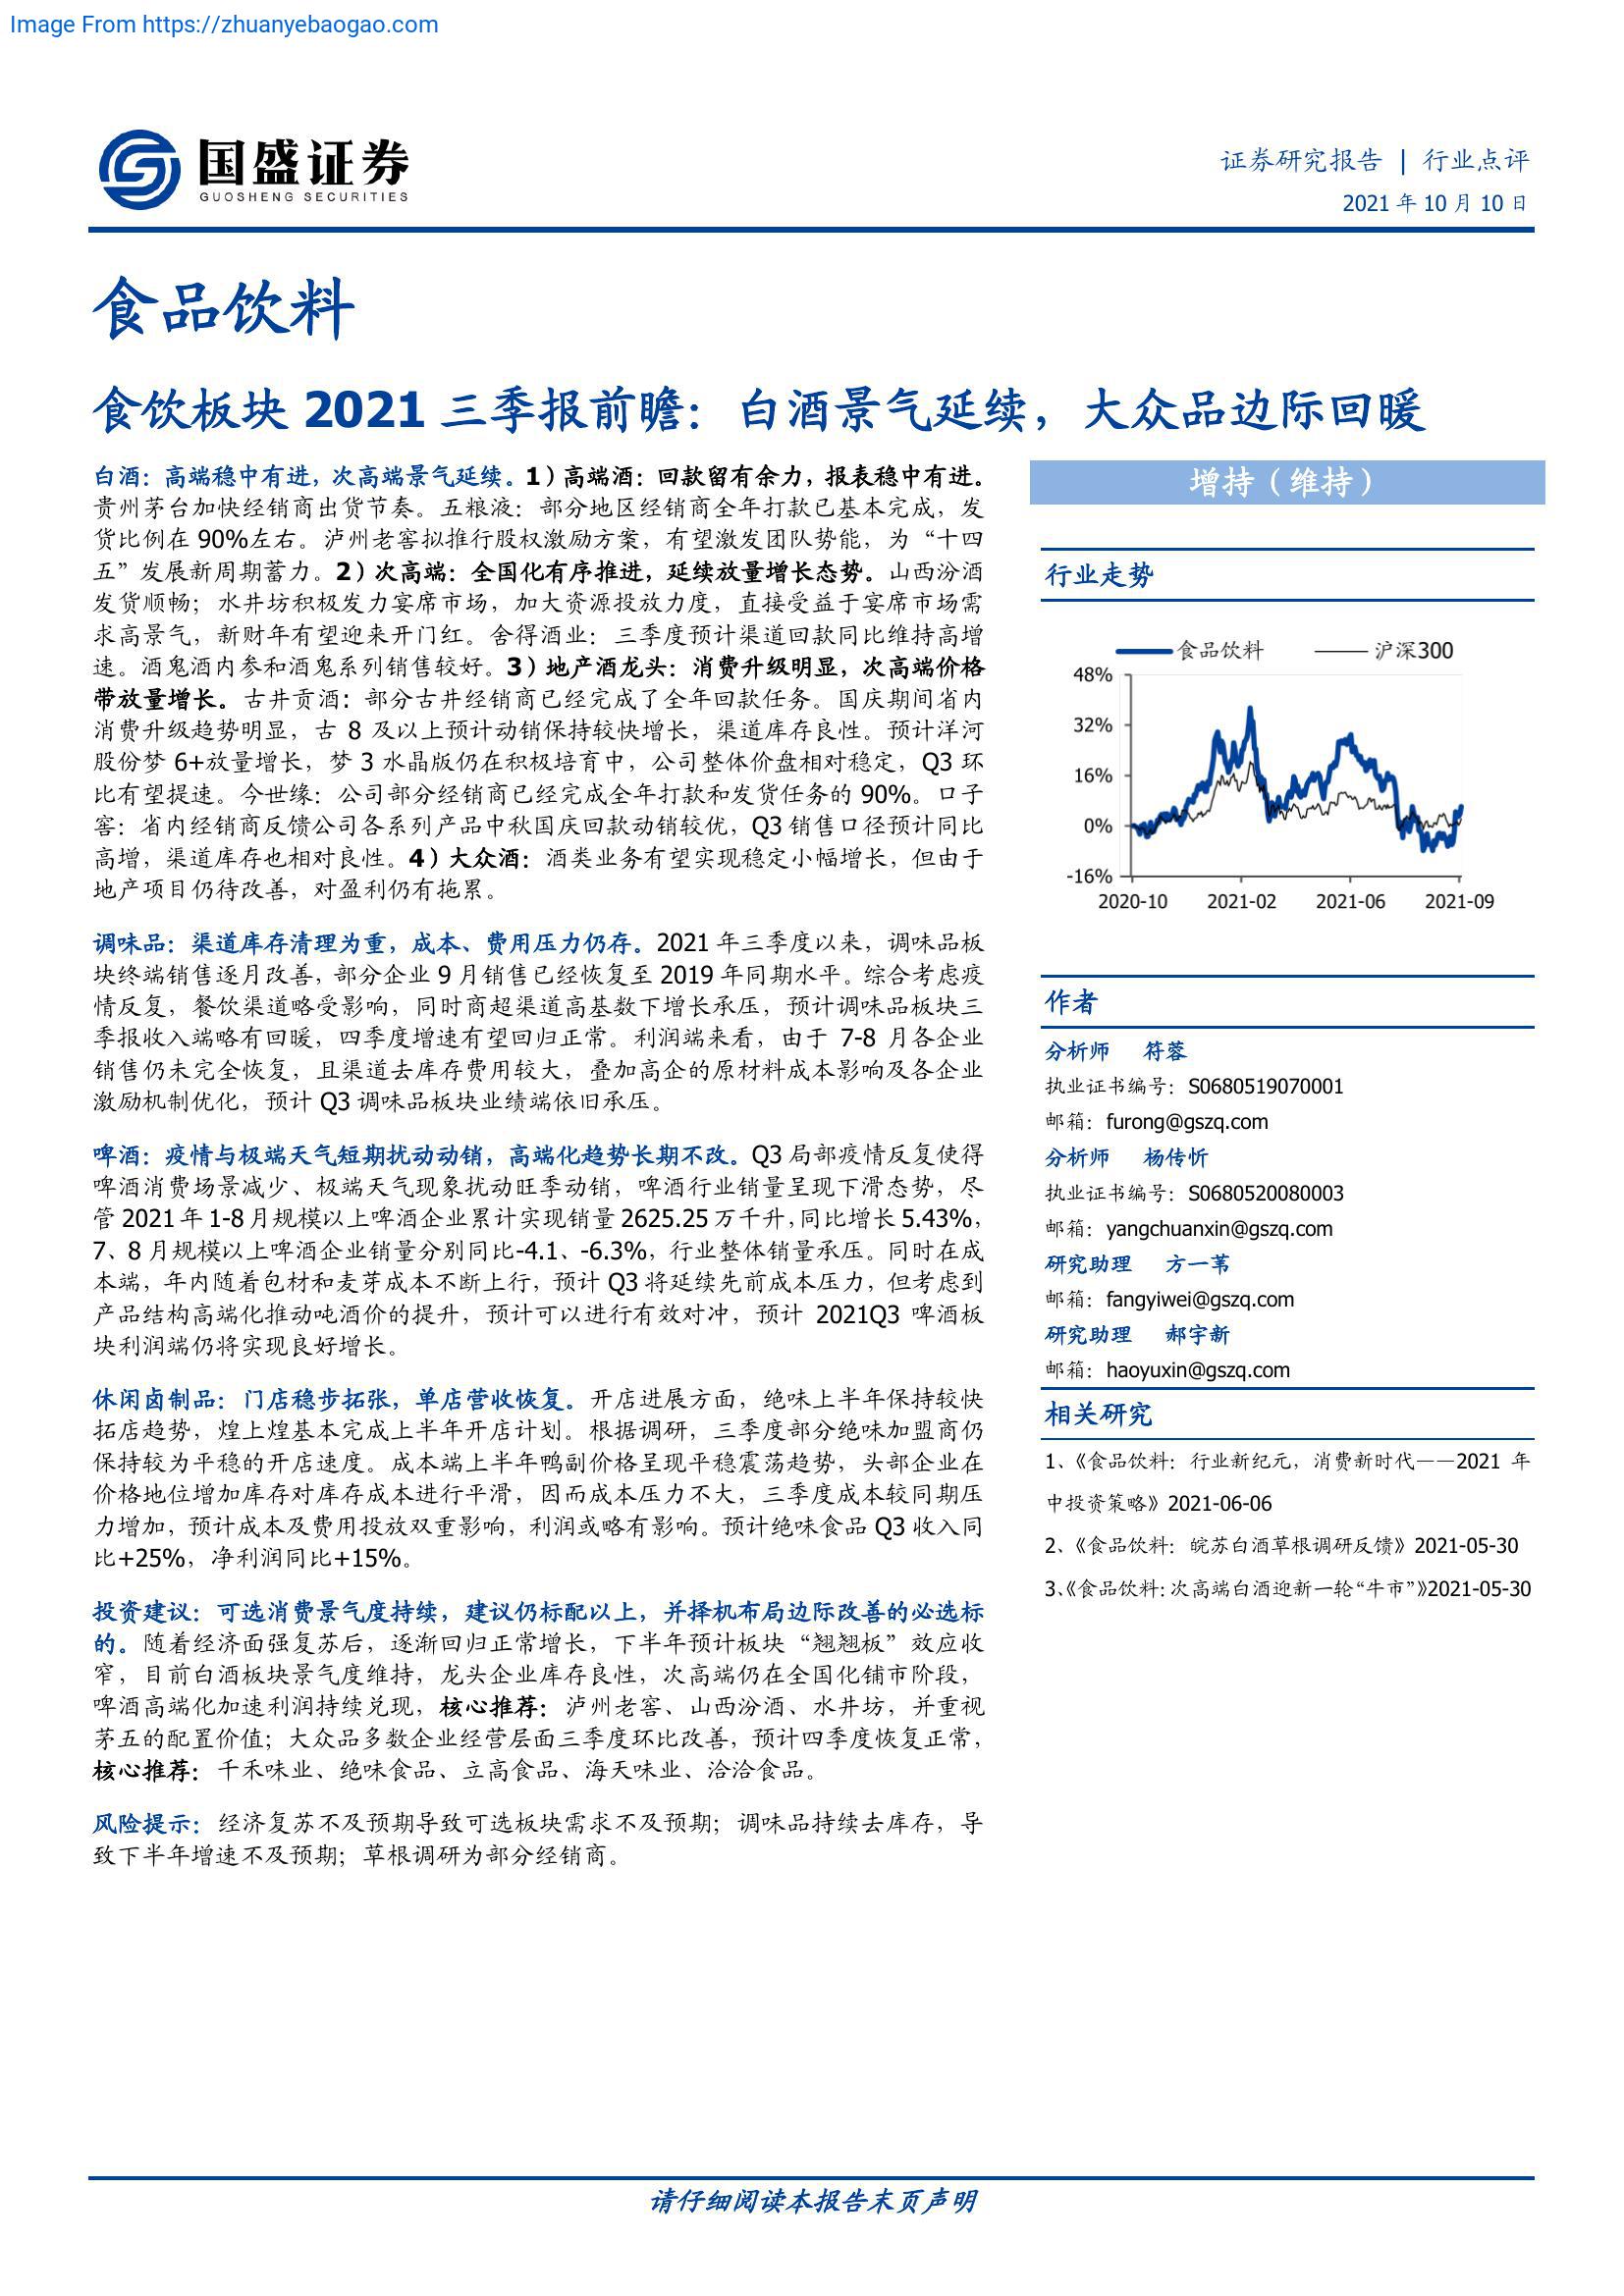 Image From https://zhuanyebaogao.com
国盛证券
GUOSHENG SECURITIES
证券研究报告 | 行业点评
2021 年 10 月 10 日
食品饮料
食饮板块 2021 三季报前瞻：白酒景气延续，大众品边际回暖
白酒：高端稳中有进，次高端景气延续。1）高端酒：回款留有余力，报表稳中有进。
贵州茅台加快经销商出货节奏。五粮液：部分地区经销商全年打款已基本完成，发
货比例在 90%左右。泸州老窖拟推行股权激励方案，有望激发团队势能，为“十四
五”发展新周期蓄力。2）次高端：全国化有序推进，延续放量增长态势。山西汾酒
发货顺畅；水井坊积极发力宴席市场，加大资源投放力度，直接受益于宴席市场需
求高景气，新财年有望迎来开门红。舍得酒业：三季度预计渠道回款同比维持高增
速。酒鬼酒内参和酒鬼系列销售较好。3）地产酒龙头：消费升级明显，次高端价格
带放量增长。古井贡酒：部分古井经销商已经完成了全年回款任务。国庆期间省内
消费升级趋势明显，古 8 及以上预计动销保持较快增长，渠道库存良性。预计洋河
股份梦 6+放量增长，梦 3 水晶版仍在积极培育中，公司整体价盘相对稳定，Q3 环
比有望提速。今世缘：公司部分经销商已经完成全年打款和发货任务的 90%。口子
窖：省内经销商反馈公司各系列产品中秋国庆回款动销较优，Q3 销售口径预计同比
高增，渠道库存也相对良性。4）大众酒：酒类业务有望实现稳定小幅增长，但由于
地产项目仍待改善，对盈利仍有拖累。
调味品：渠道库存清理为重，成本、费用压力仍存。2021 年三季度以来，调味品板
块终端销售逐月改善，部分企业 9 月销售已经恢复至 2019 年同期水平。综合考虑疫
情反复，餐饮渠道略受影响，同时商超渠道高基数下增长承压，预计调味品板块三
季报收入端略有回暖，四季度增速有望回归正常。利润端来看，由于 7-8 月各企业
销售仍未完全恢复，且渠道去库存费用较大，叠加高企的原材料成本影响及各企业
激励机制优化，预计 Q3 调味品板块业绩端依旧承压。
啤酒：疫情与极端天气短期扰动动销，高端化趋势长期不改。Q3 局部疫情反复使得
啤酒消费场景减少、极端天气现象扰动旺季动销，啤酒行业销量呈现下滑态势，尽
管 2021 年 1-8 月规模以上啤酒企业累计实现销量 2625.25 万千升，同比增长 5.43%，
7、8 月规模以上啤酒企业销量分别同比-4.1、-6.3%，行业整体销量承压。同时在成
本端，年内随着包材和麦芽成本不断上行，预计 Q3 将延续先前成本压力，但考虑到
产品结构高端化推动吨酒价的提升，预计可以进行有效对冲，预计 2021Q3 啤酒板
块利润端仍将实现良好增长。
休闲卤制品：门店稳步拓张，单店营收恢复。开店进展方面，绝味上半年保持较快
拓店趋势，煌上煌基本完成上半年开店计划。根据调研，三季度部分绝味加盟商仍
保持较为平稳的开店速度。成本端上半年鸭副价格呈现平稳震荡趋势，头部企业在
价格地位增加库存对库存成本进行平滑，因而成本压力不大，三季度成本较同期压
力增加，预计成本及费用投放双重影响，利润或略有影响。预计绝味食品 Q3 收入同
比+25%，净利润同比+15%。
投资建议：可选消费景气度持续，建议仍标配以上，并择机布局边际改善的必选标
的。随着经济面强复苏后，逐渐回归正常增长，下半年预计板块“翘翘板”效应收
窄，目前白酒板块景气度维持，龙头企业库存良性，次高端仍在全国化铺市阶段，
啤酒高端化加速利润持续兑现，核心推荐：泸州老窖、山西汾酒、水井坊，并重视
茅五的配置价值；大众品多数企业经营层面三季度环比改善，预计四季度恢复正常，
核心推荐：千禾味业、绝味食品、立高食品、海天味业、洽洽食品。
风险提示：经济复苏不及预期导致可选板块需求不及预期；调味品持续去库存，导
致下半年增速不及预期；草根调研为部分经销商。
增持（维持）
行业走势
食品饮料 沪深300
48%
32%
16%
0%
-16%
2020-10 2021-02 2021-06 2021-09
作者
分析师 符蓉
执业证书编号：S0680519070001
邮箱：furong@gszq.com
分析师 杨传忻
执业证书编号：S0680520080003
邮箱：yangchuanxin@gszq.com
研究助理 方一苇
邮箱：fangyiwei@gszq.com
研究助理 郝宇新
邮箱：haoyuxin@gszq.com
相关研究
1、《食品饮料：行业新纪元，消费新时代——2021 年
中投资策略》2021-06-06
2、《食品饮料：皖苏白酒草根调研反馈》2021-05-30
3、《食品饮料：次高端白酒迎新一轮“牛市”》2021-05-30
请仔细阅读本报告末页声明